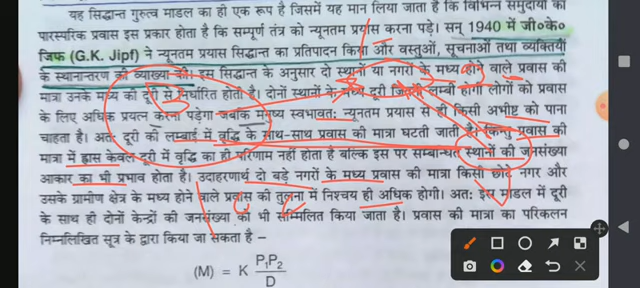 यह सिद्धान्त गुरुत्व माडल का ही एक रूप है जिसमें यह मान लिया जाता है कि विभिन्न समुदायों का
पारस्परिक प्रवास इस प्रकार होता है कि सम्पूर्ण तंत्र को न्यूनतम प्रयास करना पड़े। सन् 1940 में जी०के०
जिफ (G.K. Jipf) ने न्यूनतम प्रयास सिद्धान्त का प्रतिपादन किया और वस्तुओं, सूचनाओं तथा व्यक्तियों
के स्थानान्तरण की व्याख्या की। इस सिद्धान्त के अनुसार दो स्थानों या नगरों के मध्य होने वाले प्रवास की
मात्रा उनके मध्य की दूरी से निर्धारित होती है। दोनों स्थानों के मध्य दूरी जितनी लम्बी होगी लोगों को प्रवास
के लिए अधिक प्रयत्न करना पड़ेगा जबकि मनुष्य स्वभावतः न्यूनतम प्रयास से ही किसी अभीष्ट को पाना
चाहता है। अतः दूरी की लम्बाई में वृद्धि के साथ-साथ प्रवास की मात्रा घटती जाती है। किन्तु प्रवास की
मात्रा में ह्रास केवल दूरी में वृद्धि का ही परिणाम नहीं होता है बल्कि इस पर सम्बन्धित स्थानों की जनसंख्या
आकार का भी प्रभाव होता है। उदाहरणार्थ दो बड़े नगरों के मध्य प्रवास की मात्रा किसी छोटे नगर और
उसके ग्रामीण क्षेत्र के मध्य होने वाले प्रवास की तुलना में निश्चय ही अधिक होगी। अतः इस माडल में दूरी
के साथ ही दोनों केन्द्रों की जनसंख्या को भी सम्मिलित किया जाता है। प्रवास की मात्रा का परिकलन
निम्नलिखित सूत्र के द्वारा किया जा सकता है –
(M) = K P₁P₂
D